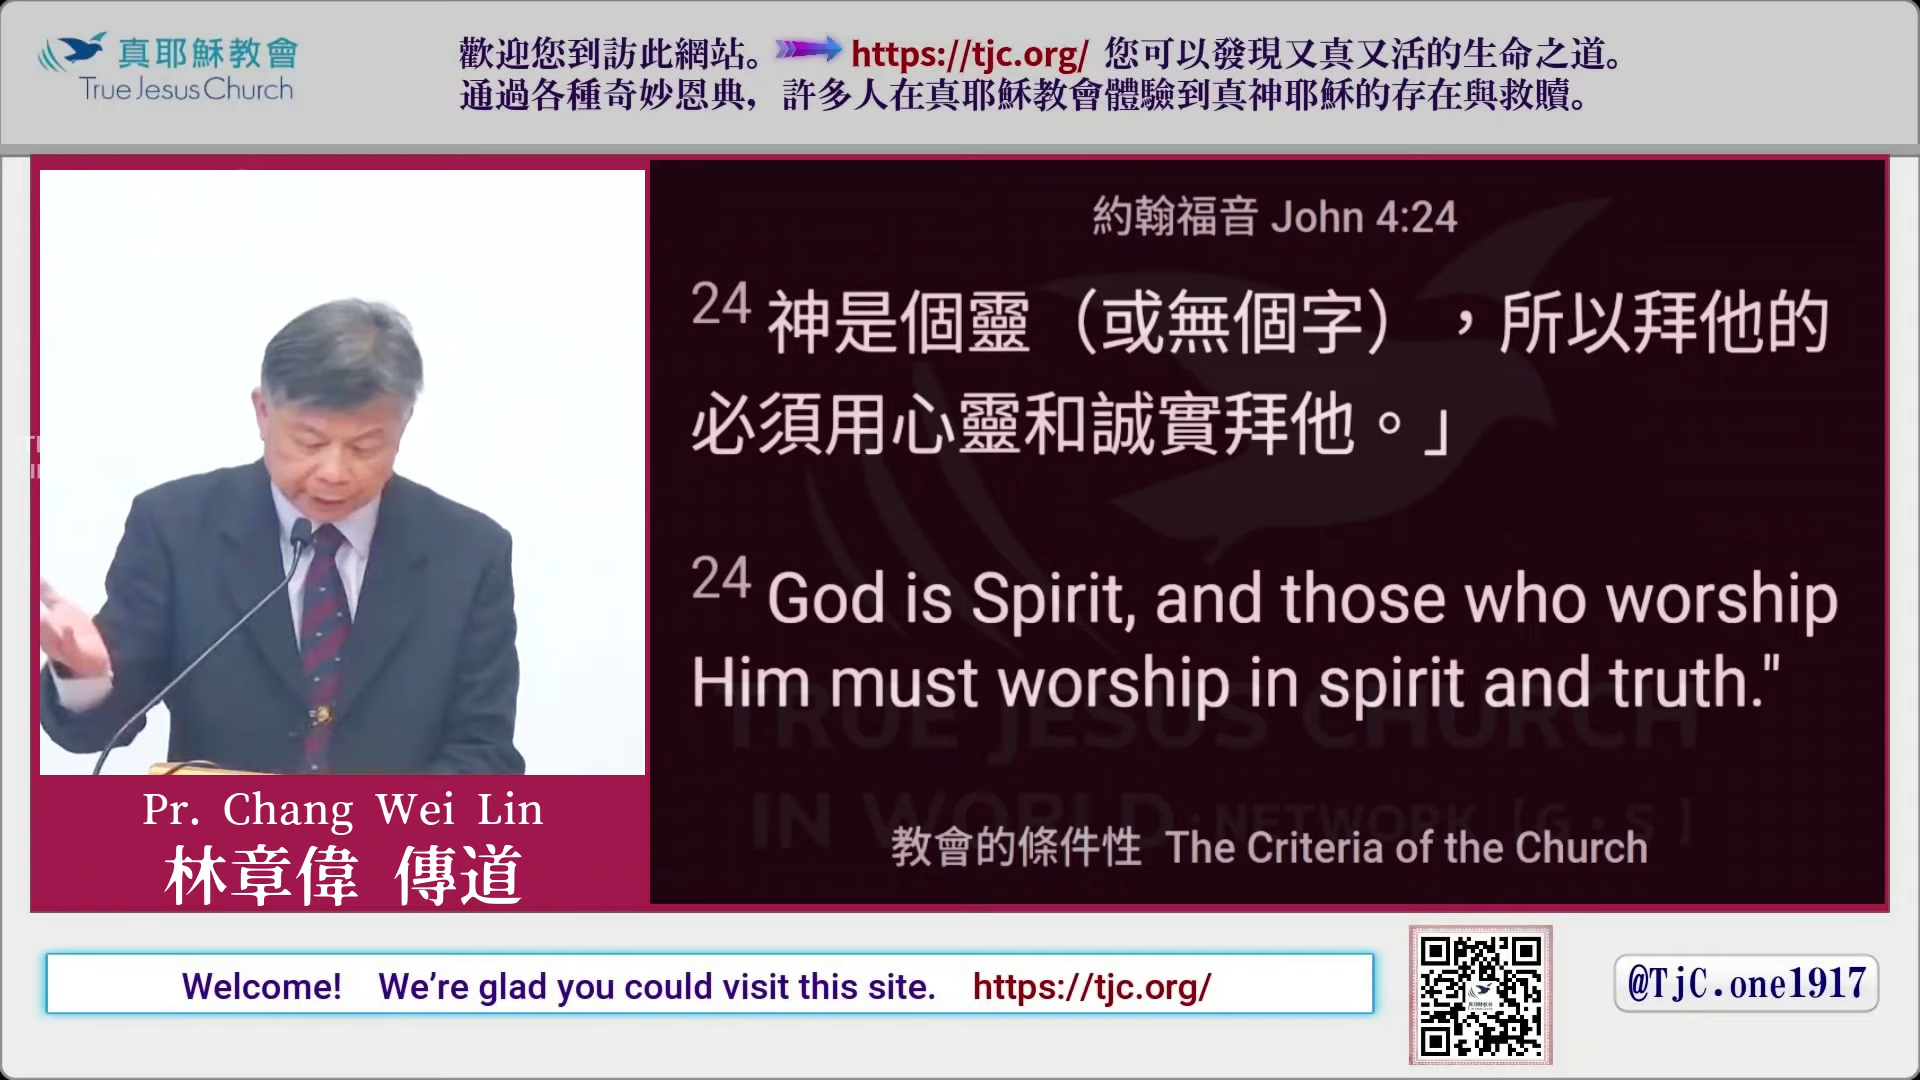 真耶穌教會
True Jesus Church
歡迎您到訪此網站。 https://tjc.org/ 您可以發現又真又活的生命之道。
通過各種奇妙恩典，許多人在真耶穌教會體驗到真神耶穌的存在與救贖。
約翰福音 John 4:24
24 神是個靈（或無個字），所以拜他的
必須用心靈和誠實拜他。」
24 God is Spirit, and those who worship
Him must worship in spirit and truth."
TRUE JESUS CHURCH
IN WORLD · NETWORK (G · S )
教會的條件性 The Criteria of the Church
Pr. Chang Wei Lin
林章偉 傳道
Welcome! We’re glad you could visit this site. https://tjc.org/
@TjC.one1917